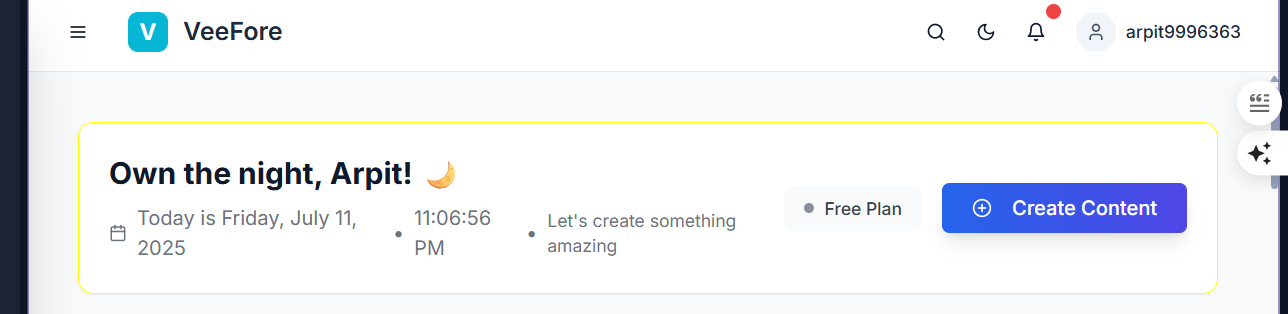 V VeeFore
arpit9996363
Own the night, Arpit! 🌙
Today is Friday, July 11,
2025
•
11:06:56
PM
•
Let's create something
amazing
Free Plan
Create Content